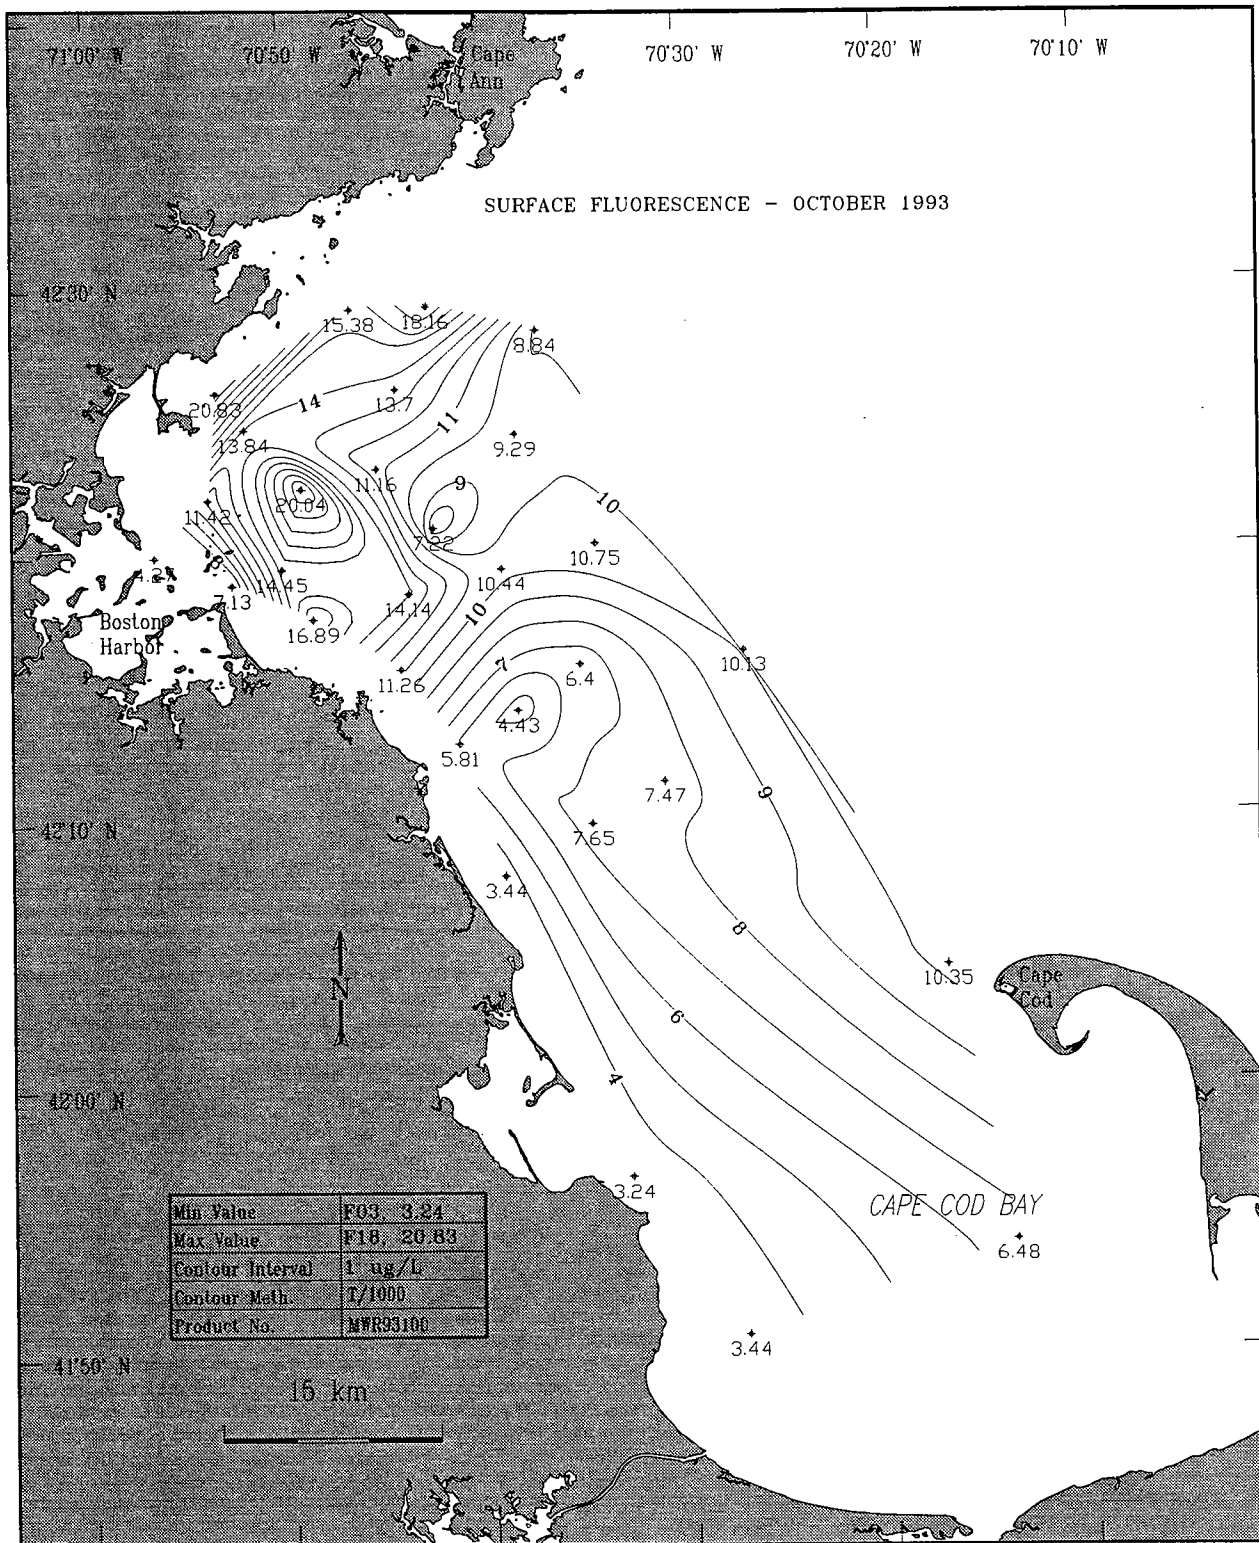 71°00' W 70°50' W 70°30' W 70°20' W 70°10' W
Cape
Ann
SURFACE FLUORESCENCE - OCTOBER 1993
42°30' N
15.38 18.16
8.84
20.83
14
13.7
13.84
11
9.29
11.16
9
20.04
10
11.42
7.22
8
10.75
4.27
14.45
10.44
7.13
14.14
10
Boston
Harbor
16.89
10.13
7
6.4
11.26
4.43
5.81
7.47
9
42°10' N
7.65
3.44
8
10.35
Cape
Cod
N
6
4
42°00' N
3.24
CAPE COD BAY
6.48
Min Value F03, 3.24
Max Value F18, 20.83
Contour Interval 1 ug/L
Contour Meth. T/1000
Product No. MWR93100
3.44
41°50' N
15 km